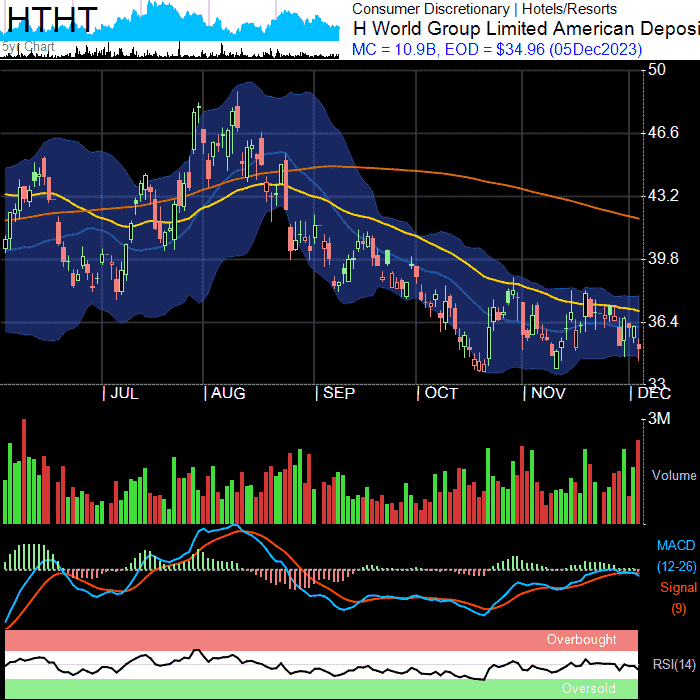 HTHT
5yr Chart
Consumer Discretionary | Hotels/Resorts
H World Group Limited American Deposi
MC = 10.9B, EOD = $34.96 (05Dec2023)
50
46.6
43.2
39.8
36.4
33
JUL AUG SEP OCT NOV DEC
3M
Volume
MACD
(12-26)
Signal
(9)
Overbought
RSI(14)
Oversold